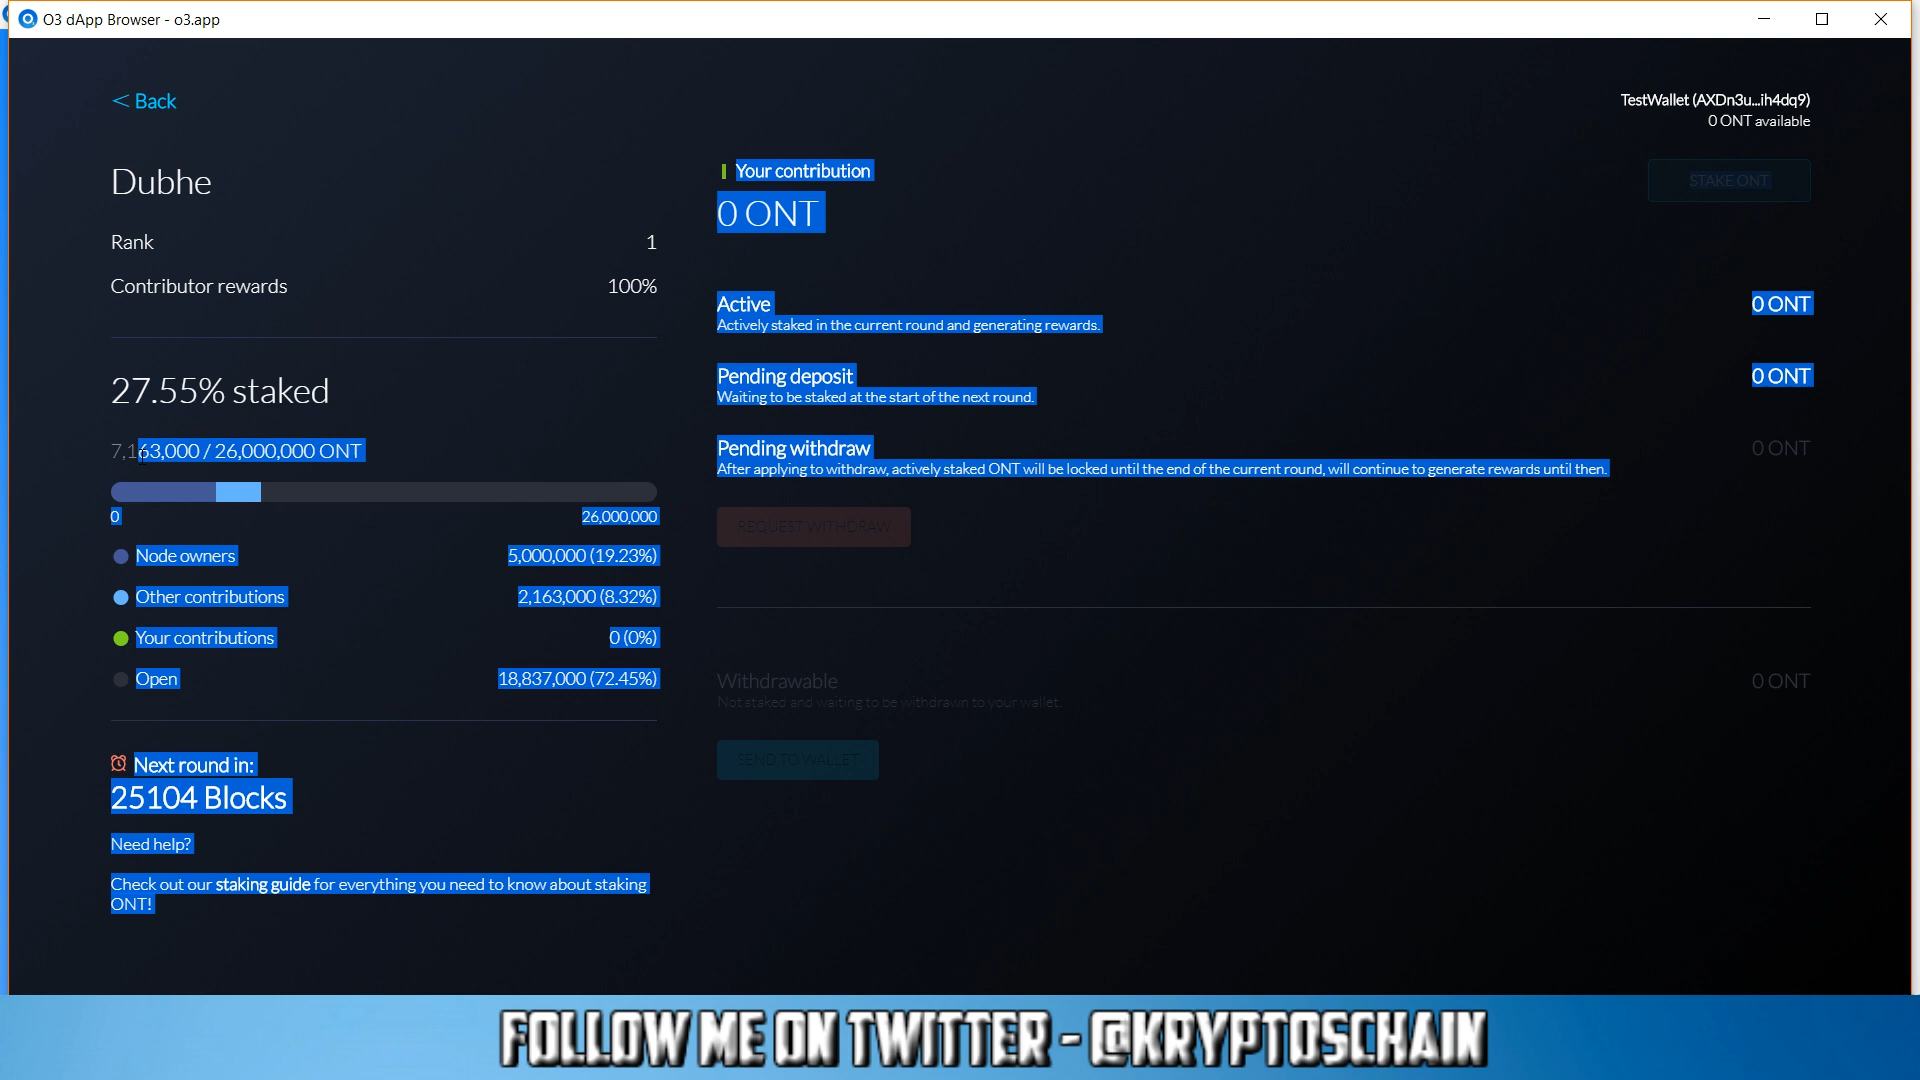 O3 dApp Browser - o3.app
< Back
TestWallet (AXDn3u...ih4dq9)
0 ONT available
Dubhe
Rank 1
Contributor rewards 100%
27.55% staked
7,163,000 / 26,000,000 ONT
0 26,000,000
Node owners 5,000,000 (19.23%)
Other contributions 2,163,000 (8.32%)
Your contributions 0 (0%)
Open 18,837,000 (72.45%)
Next round in:
25104 Blocks
Need help?
Check out our staking guide for everything you need to know about staking
ONT!
Your contribution
0 ONT
STAKE ONT
Active 0 ONT
Actively staked in the current round and generating rewards.
Pending deposit 0 ONT
Waiting to be staked at the start of the next round.
Pending withdraw 0 ONT
After applying to withdraw, actively staked ONT will be locked until the end of the current round, will continue to generate rewards until then.
REQUEST WITHDRAW
Withdrawable 0 ONT
Not staked and waiting to be withdrawn to your wallet.
SEND TO WALLET
FOLLOW ME ON TWITTER - @KRYPTOSCHAIN